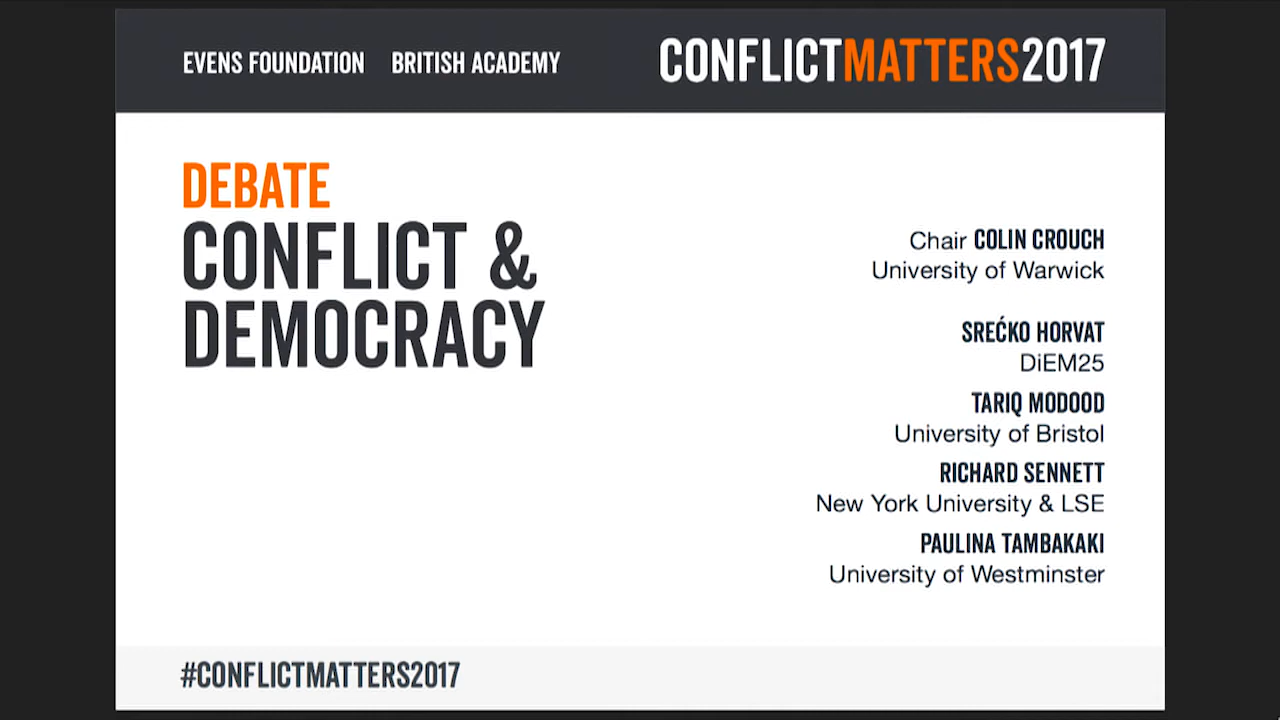 EVENS FOUNDATION BRITISH ACADEMY CONFLICTMATTERS2017
DEBATE
CONFLICT &
DEMOCRACY
Chair COLIN CROUCH
University of Warwick
SREĆKO HORVAT
DiEM25
TARIQ MODOOD
University of Bristol
RICHARD SENNETT
New York University & LSE
PAULINA TAMBAKAKI
University of Westminster
#CONFLICTMATTERS2017